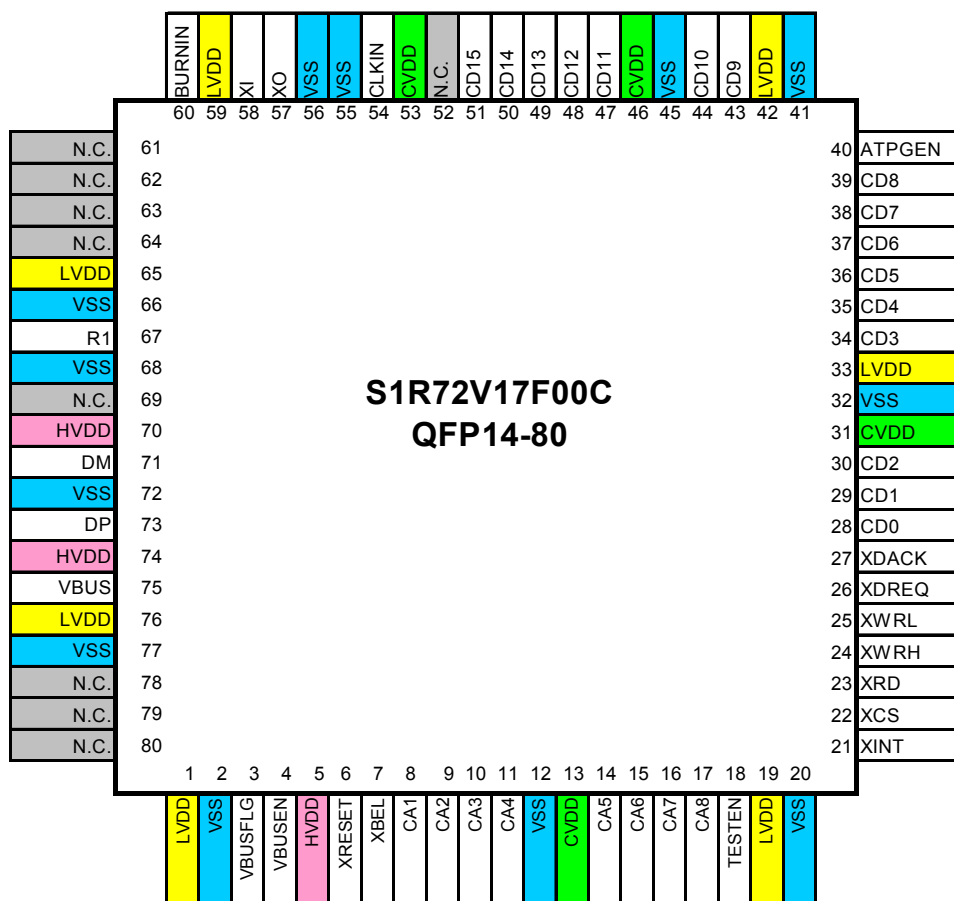 BURNIN LVDD XI XO VSS VSS CLKIN CVDD N.C. CD15 CD14 CD13 CD12 CD11 CVDD VSS CD10 CD9 LVDD VSS
60 59 58 57 56 55 54 53 52 51 50 49 48 47 46 45 44 43 42 41
N.C. 61 40 ATPGEN
N.C. 62 39 CD8
N.C. 63 38 CD7
N.C. 64 37 CD6
LVDD 65 36 CD5
VSS 66 35 CD4
R1 67 34 CD3
VSS 68 33 LVDD
N.C. 69 32 VSS
HVDD 70 31 CVDD
DM 71 30 CD2
VSS 72 29 CD1
DP 73 28 CD0
HVDD 74 27 XDACK
VBUS 75 26 XDREQ
LVDD 76 25 XWRL
VSS 77 24 XWRH
N.C. 78 23 XRD
N.C. 79 22 XCS
N.C. 80 21 XINT
S1R72V17F00C
QFP14-80
1 2 3 4 5 6 7 8 9 10 11 12 13 14 15 16 17 18 19 20
LVDD VSS VBUSFLG VBUSEN HVDD XRESET XBEL CA1 CA2 CA3 CA4 VSS CVDD CA5 CA6 CA7 CA8 TESTEN LVDD VSS